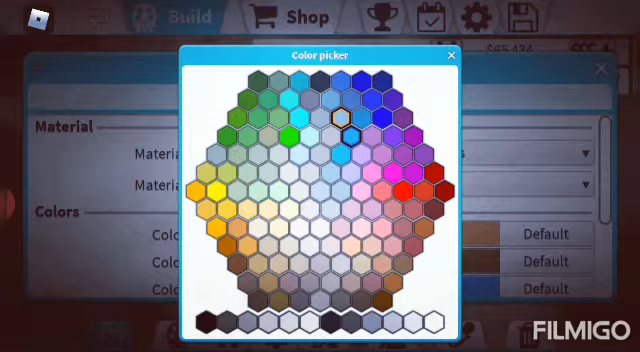 Build
Shop
$65,434
Color picker
Material
Materia
Materia
Colors
Colo
Default
Colo
Default
Colo
Default
FILMIGO